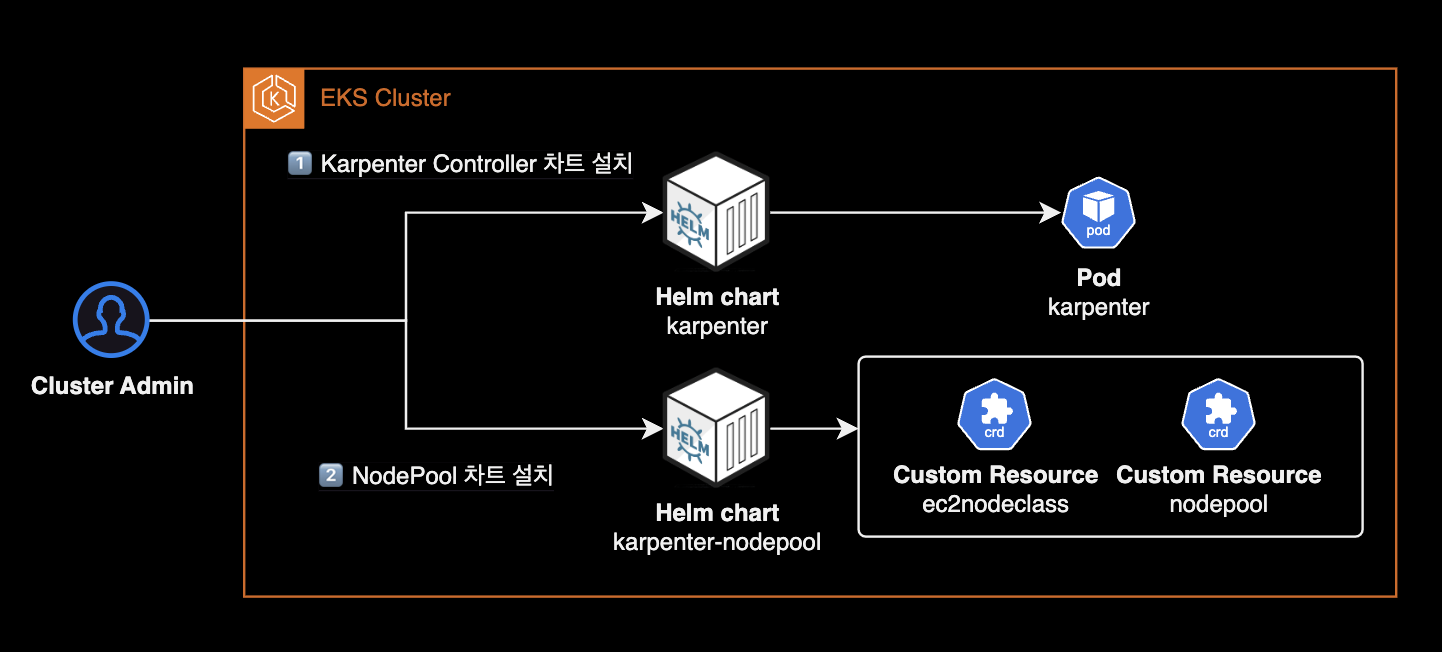 EKS Cluster
1 Karpenter Controller 차트 설치
HELM
Helm chart
karpenter
pod
Pod
karpenter
Cluster Admin
2 NodePool 차트 설치
HELM
Helm chart
karpenter-nodepool
crd
Custom Resource
ec2nodeclass
crd
Custom Resource
nodepool